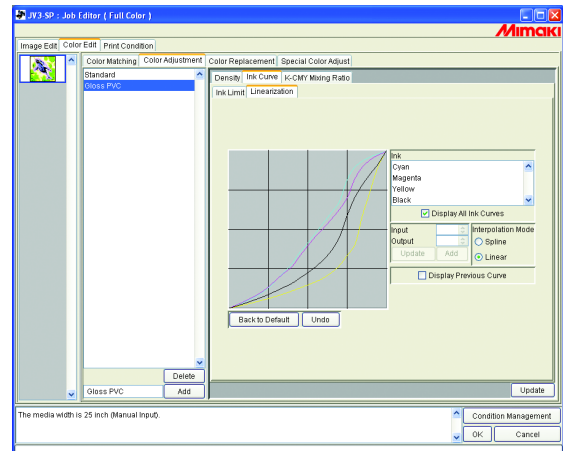 JV3-SP : Job Editor ( Full Color )
Mimaki
Image Edit Color Edit Print Condition
Color Matching Color Adjustment Color Replacement Special Color Adjust
Standard
Gloss PVC
Density Ink Curve K-CMY Mixing Ratio
Ink Limit Linearization
Ink
Cyan
Magenta
Yellow
Black
Display All Ink Curves
Input
Output
Update Add
Interpolation Mode
Spline
Linear
Display Previous Curve
Back to Default Undo
Delete
Gloss PVC Add
Update
The media width is 25 inch (Manual Input).
Condition Management
OK Cancel